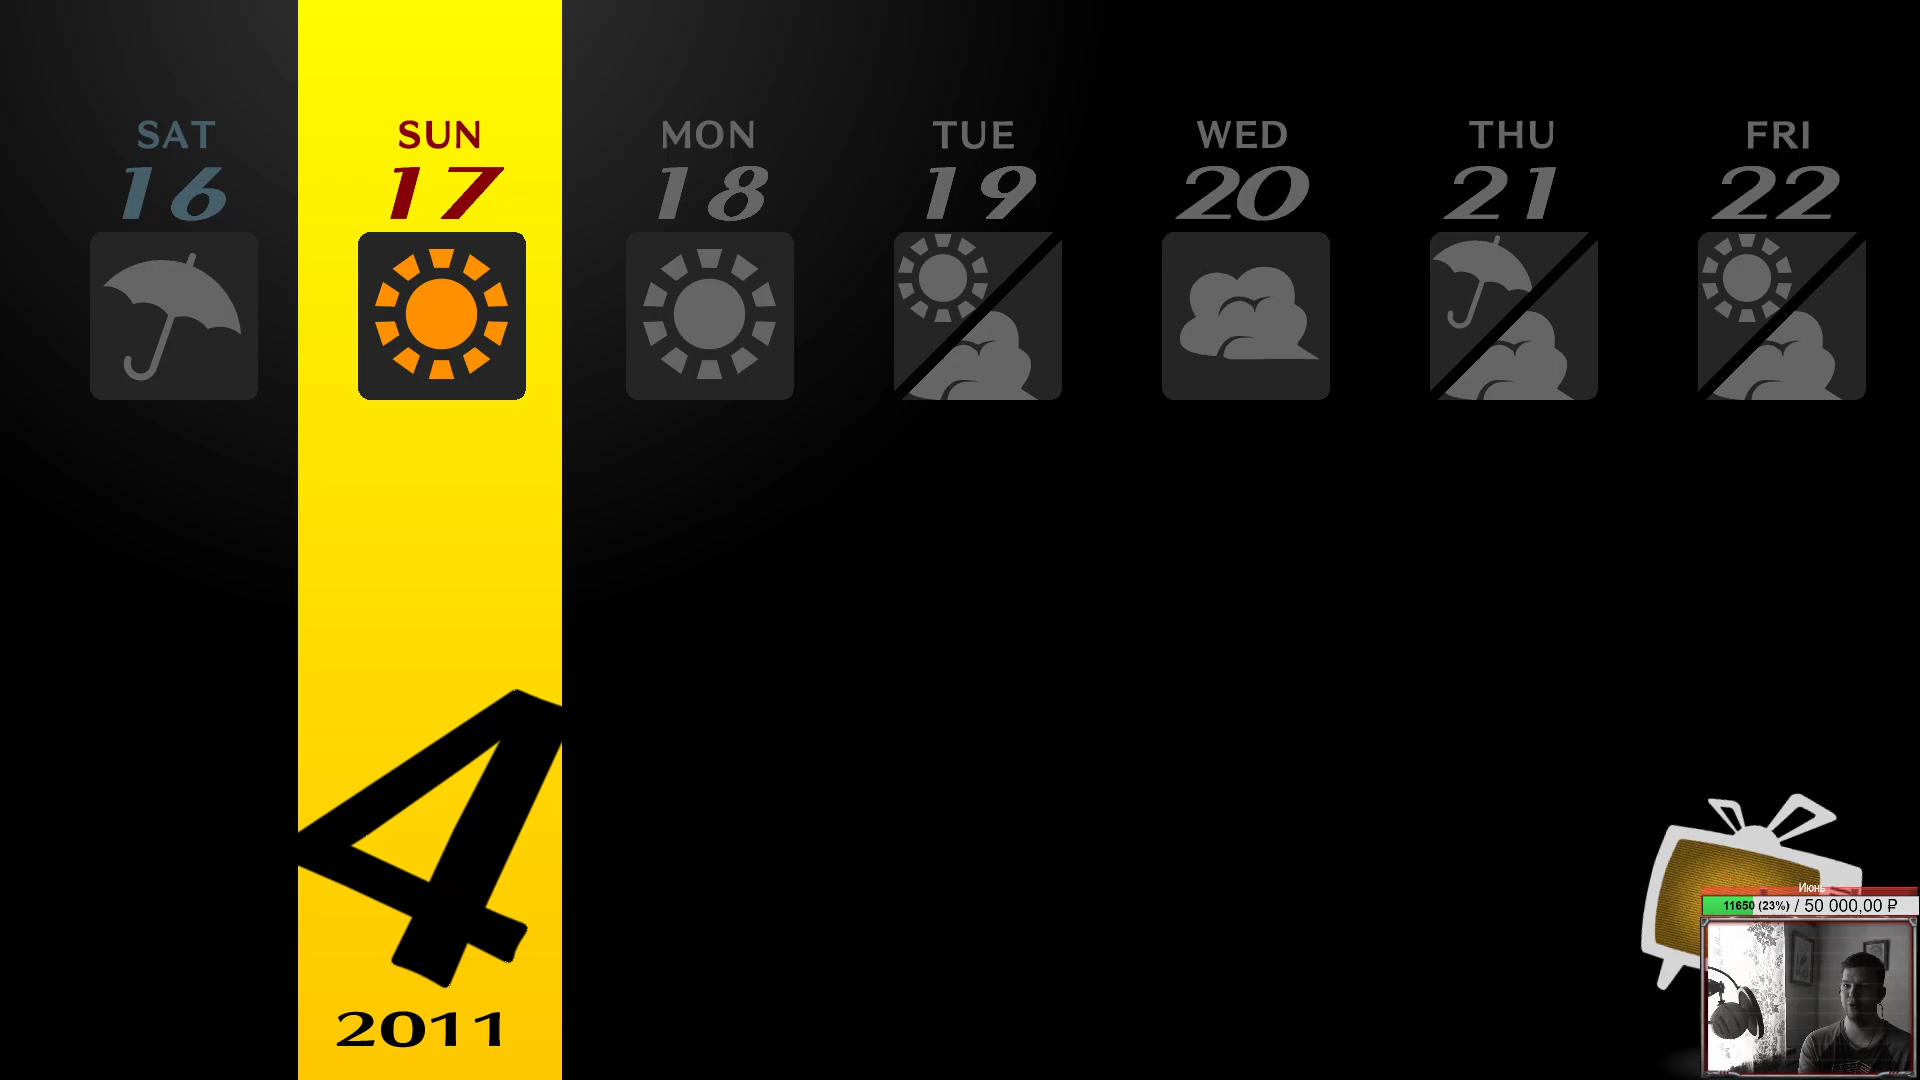 SAT SUN MON TUE WED THU FRI
16 17 18 19 20 21 22
4
2011
Июнь
11650 (23%) / 50 000,00 ₽